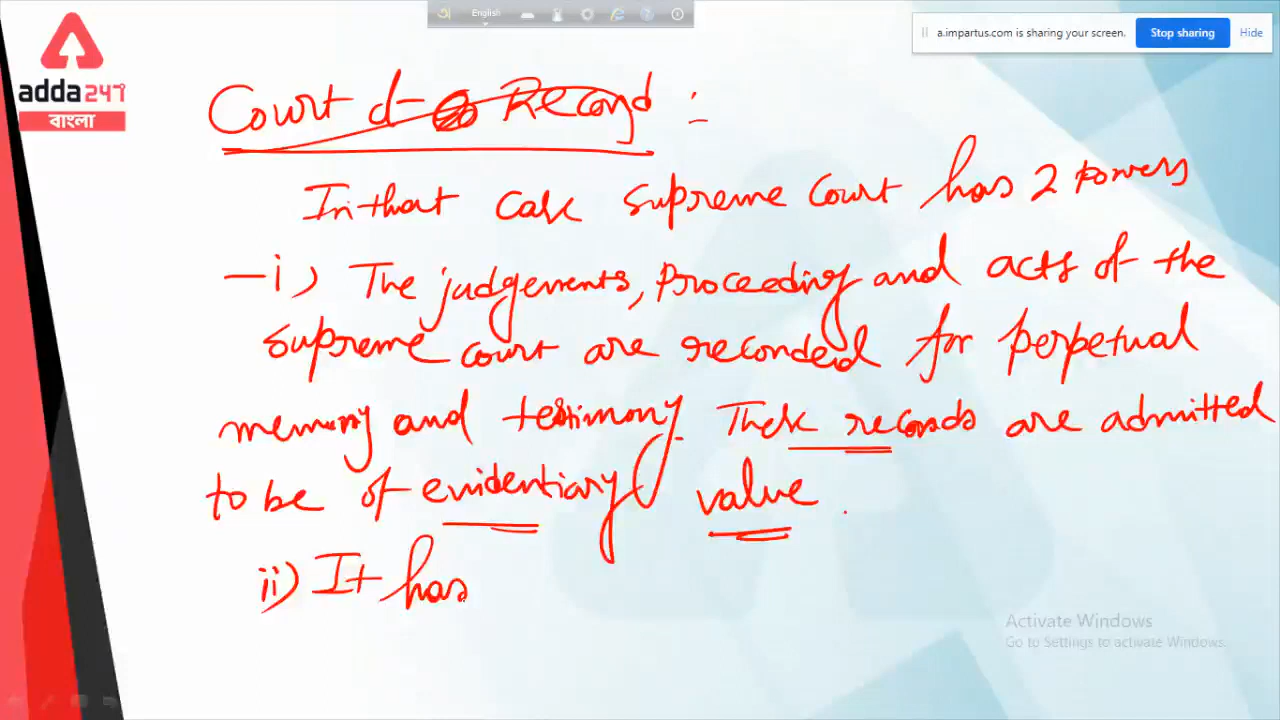 English
a.impartus.com is sharing your screen.
Stop sharing
Hide
adda247
বাংলা
Court of Record :
In that case Supreme Court has 2 powers
– i) The judgements, Proceeding and acts of the
Supreme court are recorded for perpetual
memory and testimony. These records are admitted
to be of evidentiary value.
ii) It has
Activate Windows
Go to Settings to activate Windows.